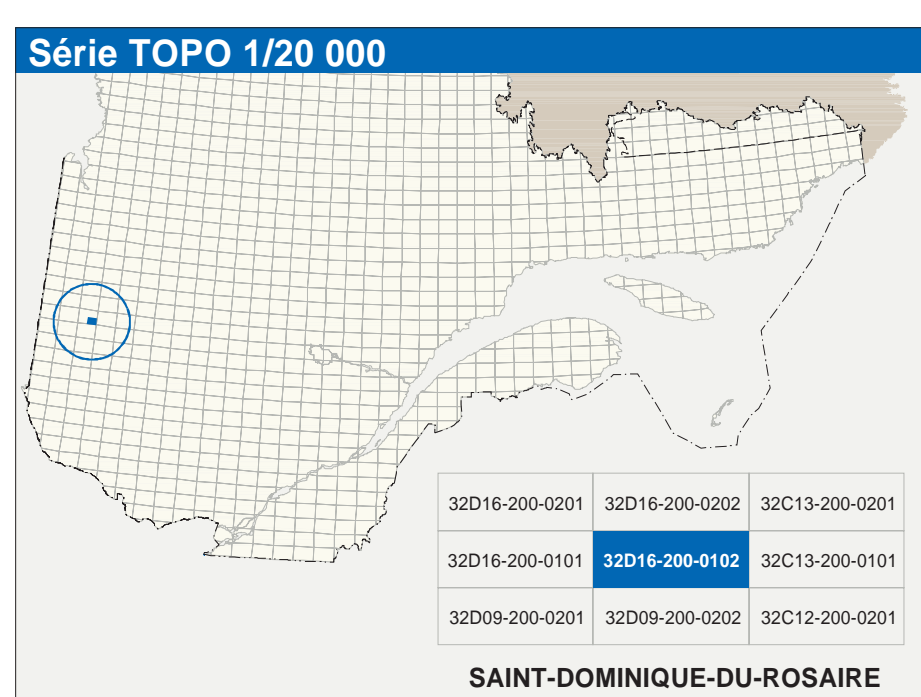 Série TOPO 1/20 000
32D16-200-0201 32D16-200-0202 32C13-200-0201
32D16-200-0101 32D16-200-0102 32C13-200-0101
32D09-200-0201 32D09-200-0202 32C12-200-0201
SAINT-DOMINIQUE-DU-ROSAIRE